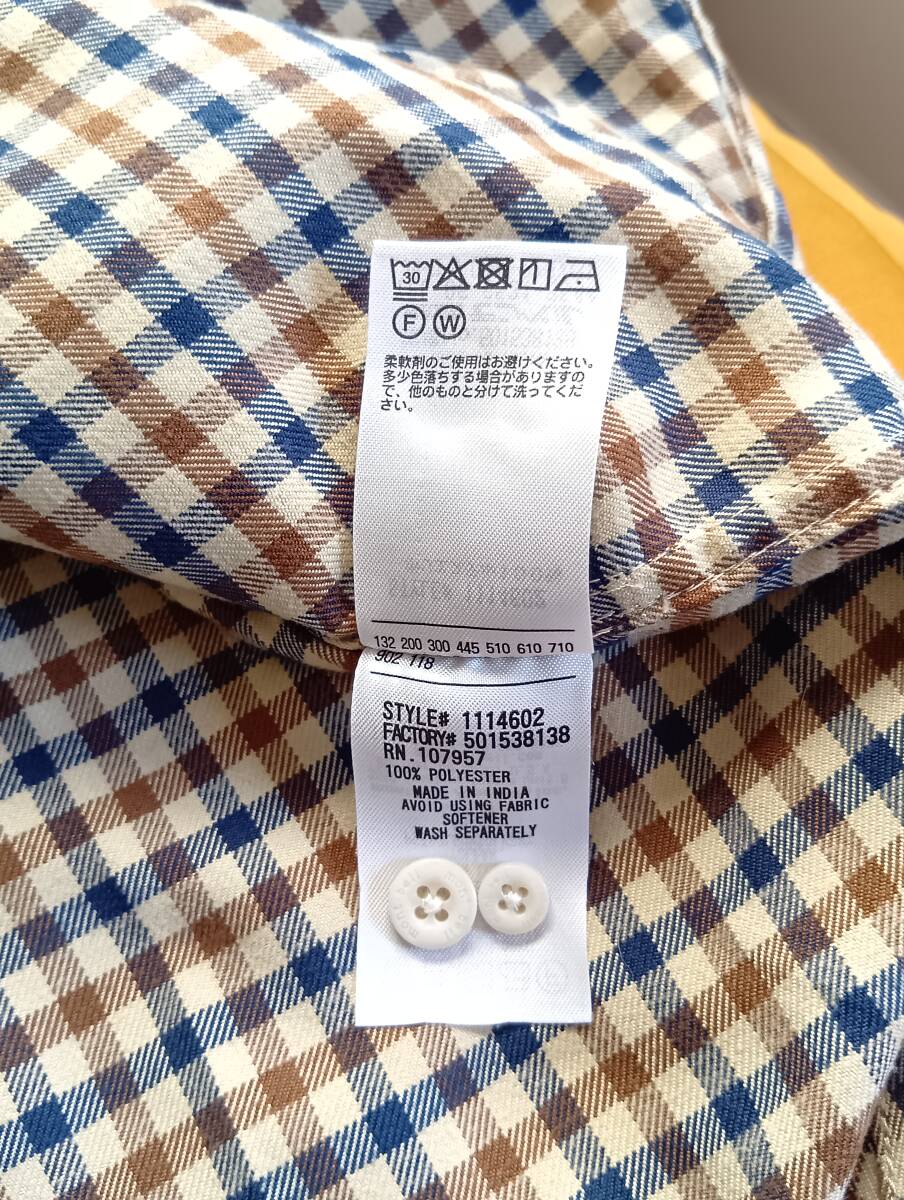 30
F W
柔軟剤のご使用はお避けください。
多少色落ちする場合がありますの
で、他のものと分けて洗ってくだ
さい。
132 200 300 445 510 610 710
902 118
STYLE# 1114602
FACTORY# 501538138
RN.107957
100% POLYESTER
MADE IN INDIA
AVOID USING FABRIC
SOFTENER
WASH SEPARATELY